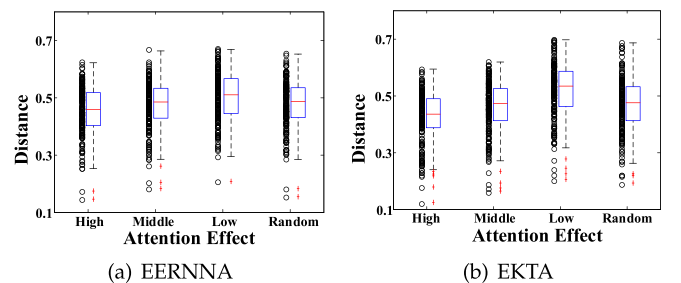 0.7
0.5
0.3
0.1
Distance
High Middle Low Random
Attention Effect
(a) EERNNA
0.7
0.5
0.3
0.1
Distance
High Middle Low Random
Attention Effect
(b) EKTA